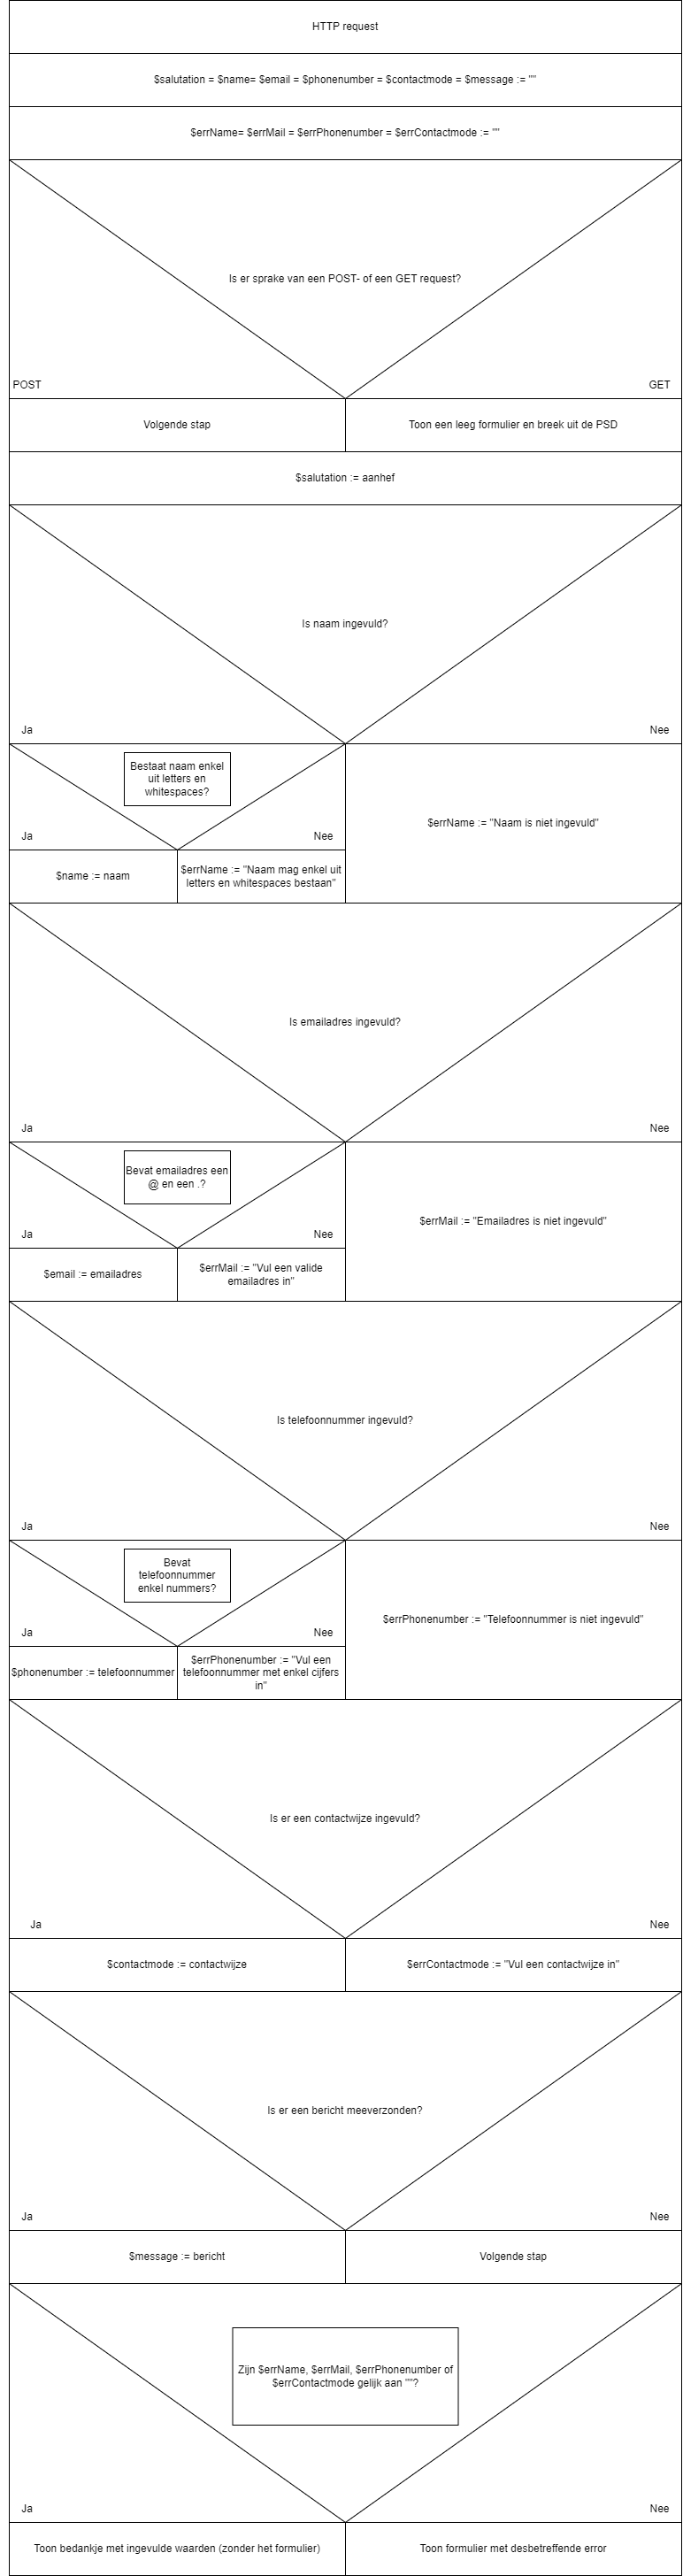 HTTP request
$salutation = $name= $email = $phonenumber = $contactmode = $message := ""
$errName= $errMail = $errPhonenumber = $errContactmode := ""
Is er sprake van een POST- of een GET request?
POST
GET
Volgende stap
Toon een leeg formulier en breek uit de PSD
$salutation := aanhef
Is naam ingevuld?
Ja
Nee
Bestaat naam enkel
uit letters en
whitespaces?
Ja
Nee
$errName := "Naam is niet ingevuld"
$name := naam
$errName := "Naam mag enkel uit
letters en whitespaces bestaan"
Is emailadres ingevuld?
Ja
Nee
Bevat emailadres een
@ en een .?
Ja
Nee
$errMail := "Emailadres is niet ingevuld"
$email := emailadres
$errMail := "Vul een valide
emailadres in"
Is telefoonnummer ingevuld?
Ja
Nee
Bevat
telefoonnummer
enkel nummers?
Ja
Nee
$errPhonenumber := "Telefoonnummer is niet ingevuld"
$phonenumber := telefoonnummer
$errPhonenumber := "Vul een
telefoonnummer met enkel cijfers
in"
Is er een contactwijze ingevuld?
Ja
Nee
$contactmode := contactwijze
$errContactmode := "Vul een contactwijze in"
Is er een bericht meeverzonden?
Ja
Nee
$message := bericht
Volgende stap
Zijn $errName, $errMail, $errPhonenumber of
$errContactmode gelijk aan ""?
Ja
Nee
Toon bedankje met ingevulde waarden (zonder het formulier)
Toon formulier met desbetreffende error